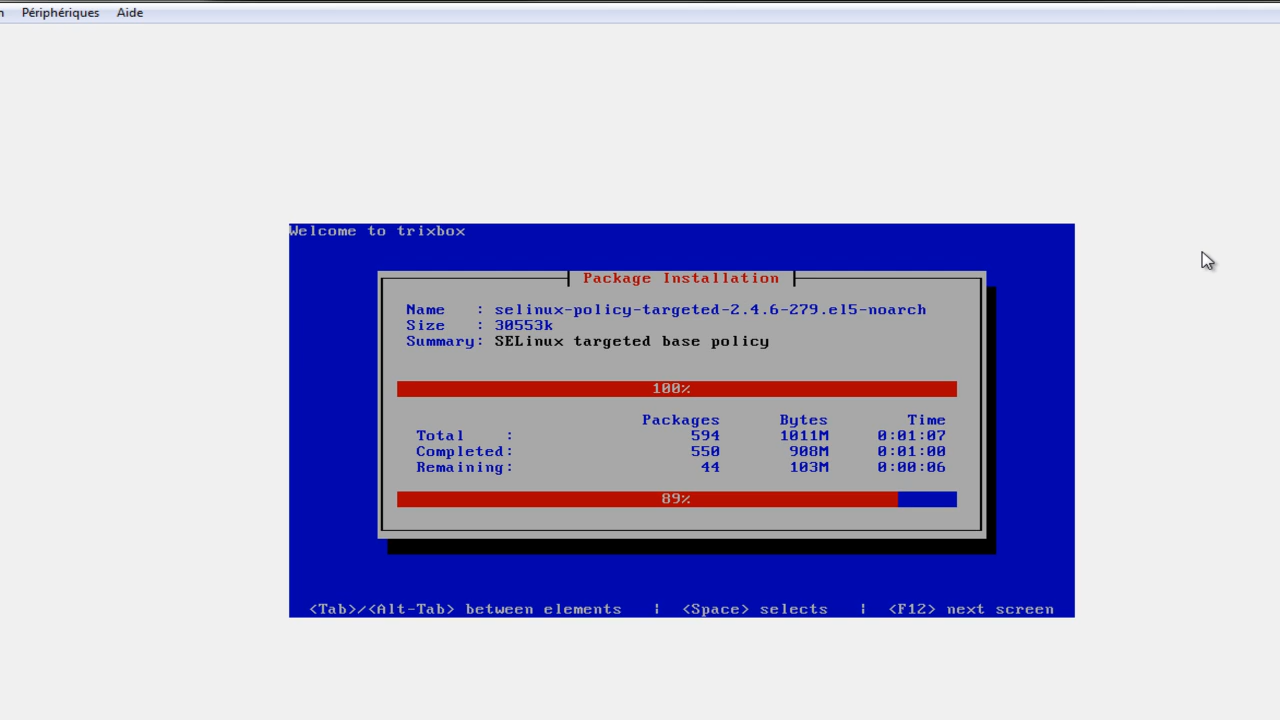 n Périphériques Aide
Welcome to trixbox
Package Installation
Name : selinux-policy-targeted-2.4.6-279.el5-noarch
Size : 30553k
Summary: SELinux targeted base policy
100%
Packages Bytes Time
Total : 594 1011M 0:01:07
Completed: 550 908M 0:01:00
Remaining: 44 103M 0:00:06
89%
<Tab>/<Alt-Tab> between elements | <Space> selects | <F12> next screen